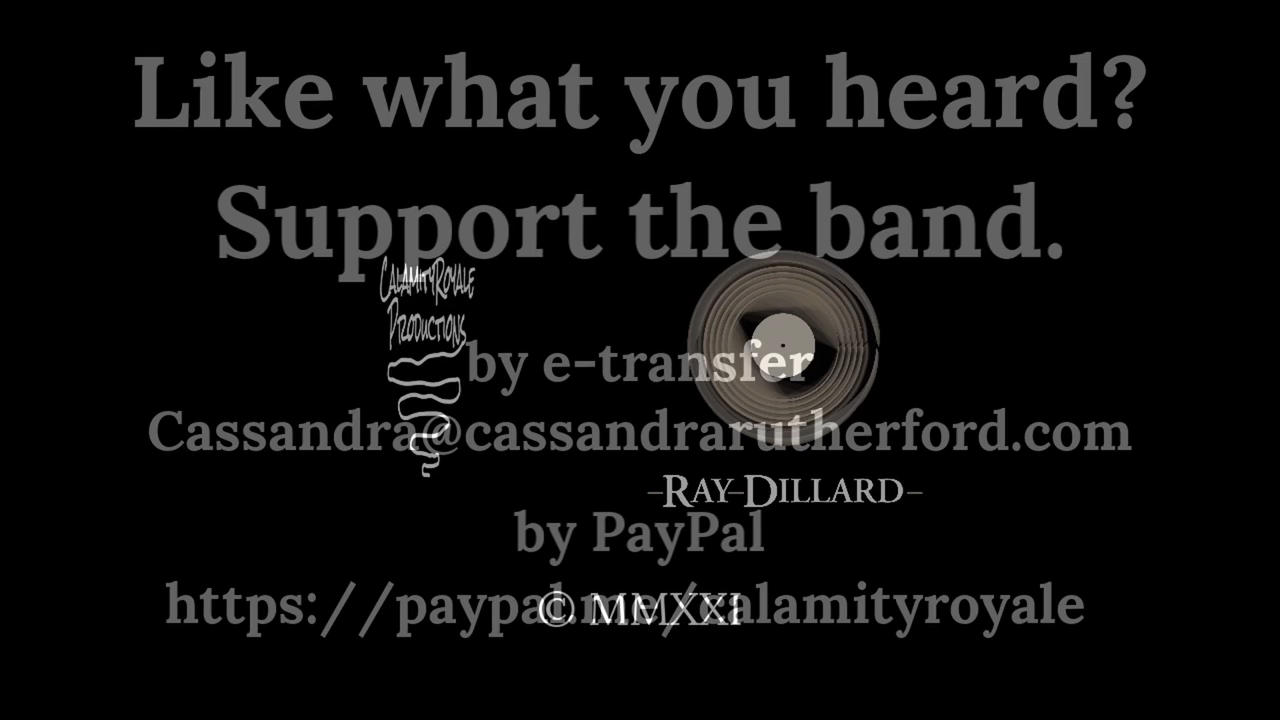 Like what you heard?
Support the band.
CALAMITYROYALE
PRODUCTIONS
by e-transfer
Cassandra@cassandrarutherford.com
–RAY–DILLARD–
by PayPal
https://paypal.me/calamityroyale
© MMXXI